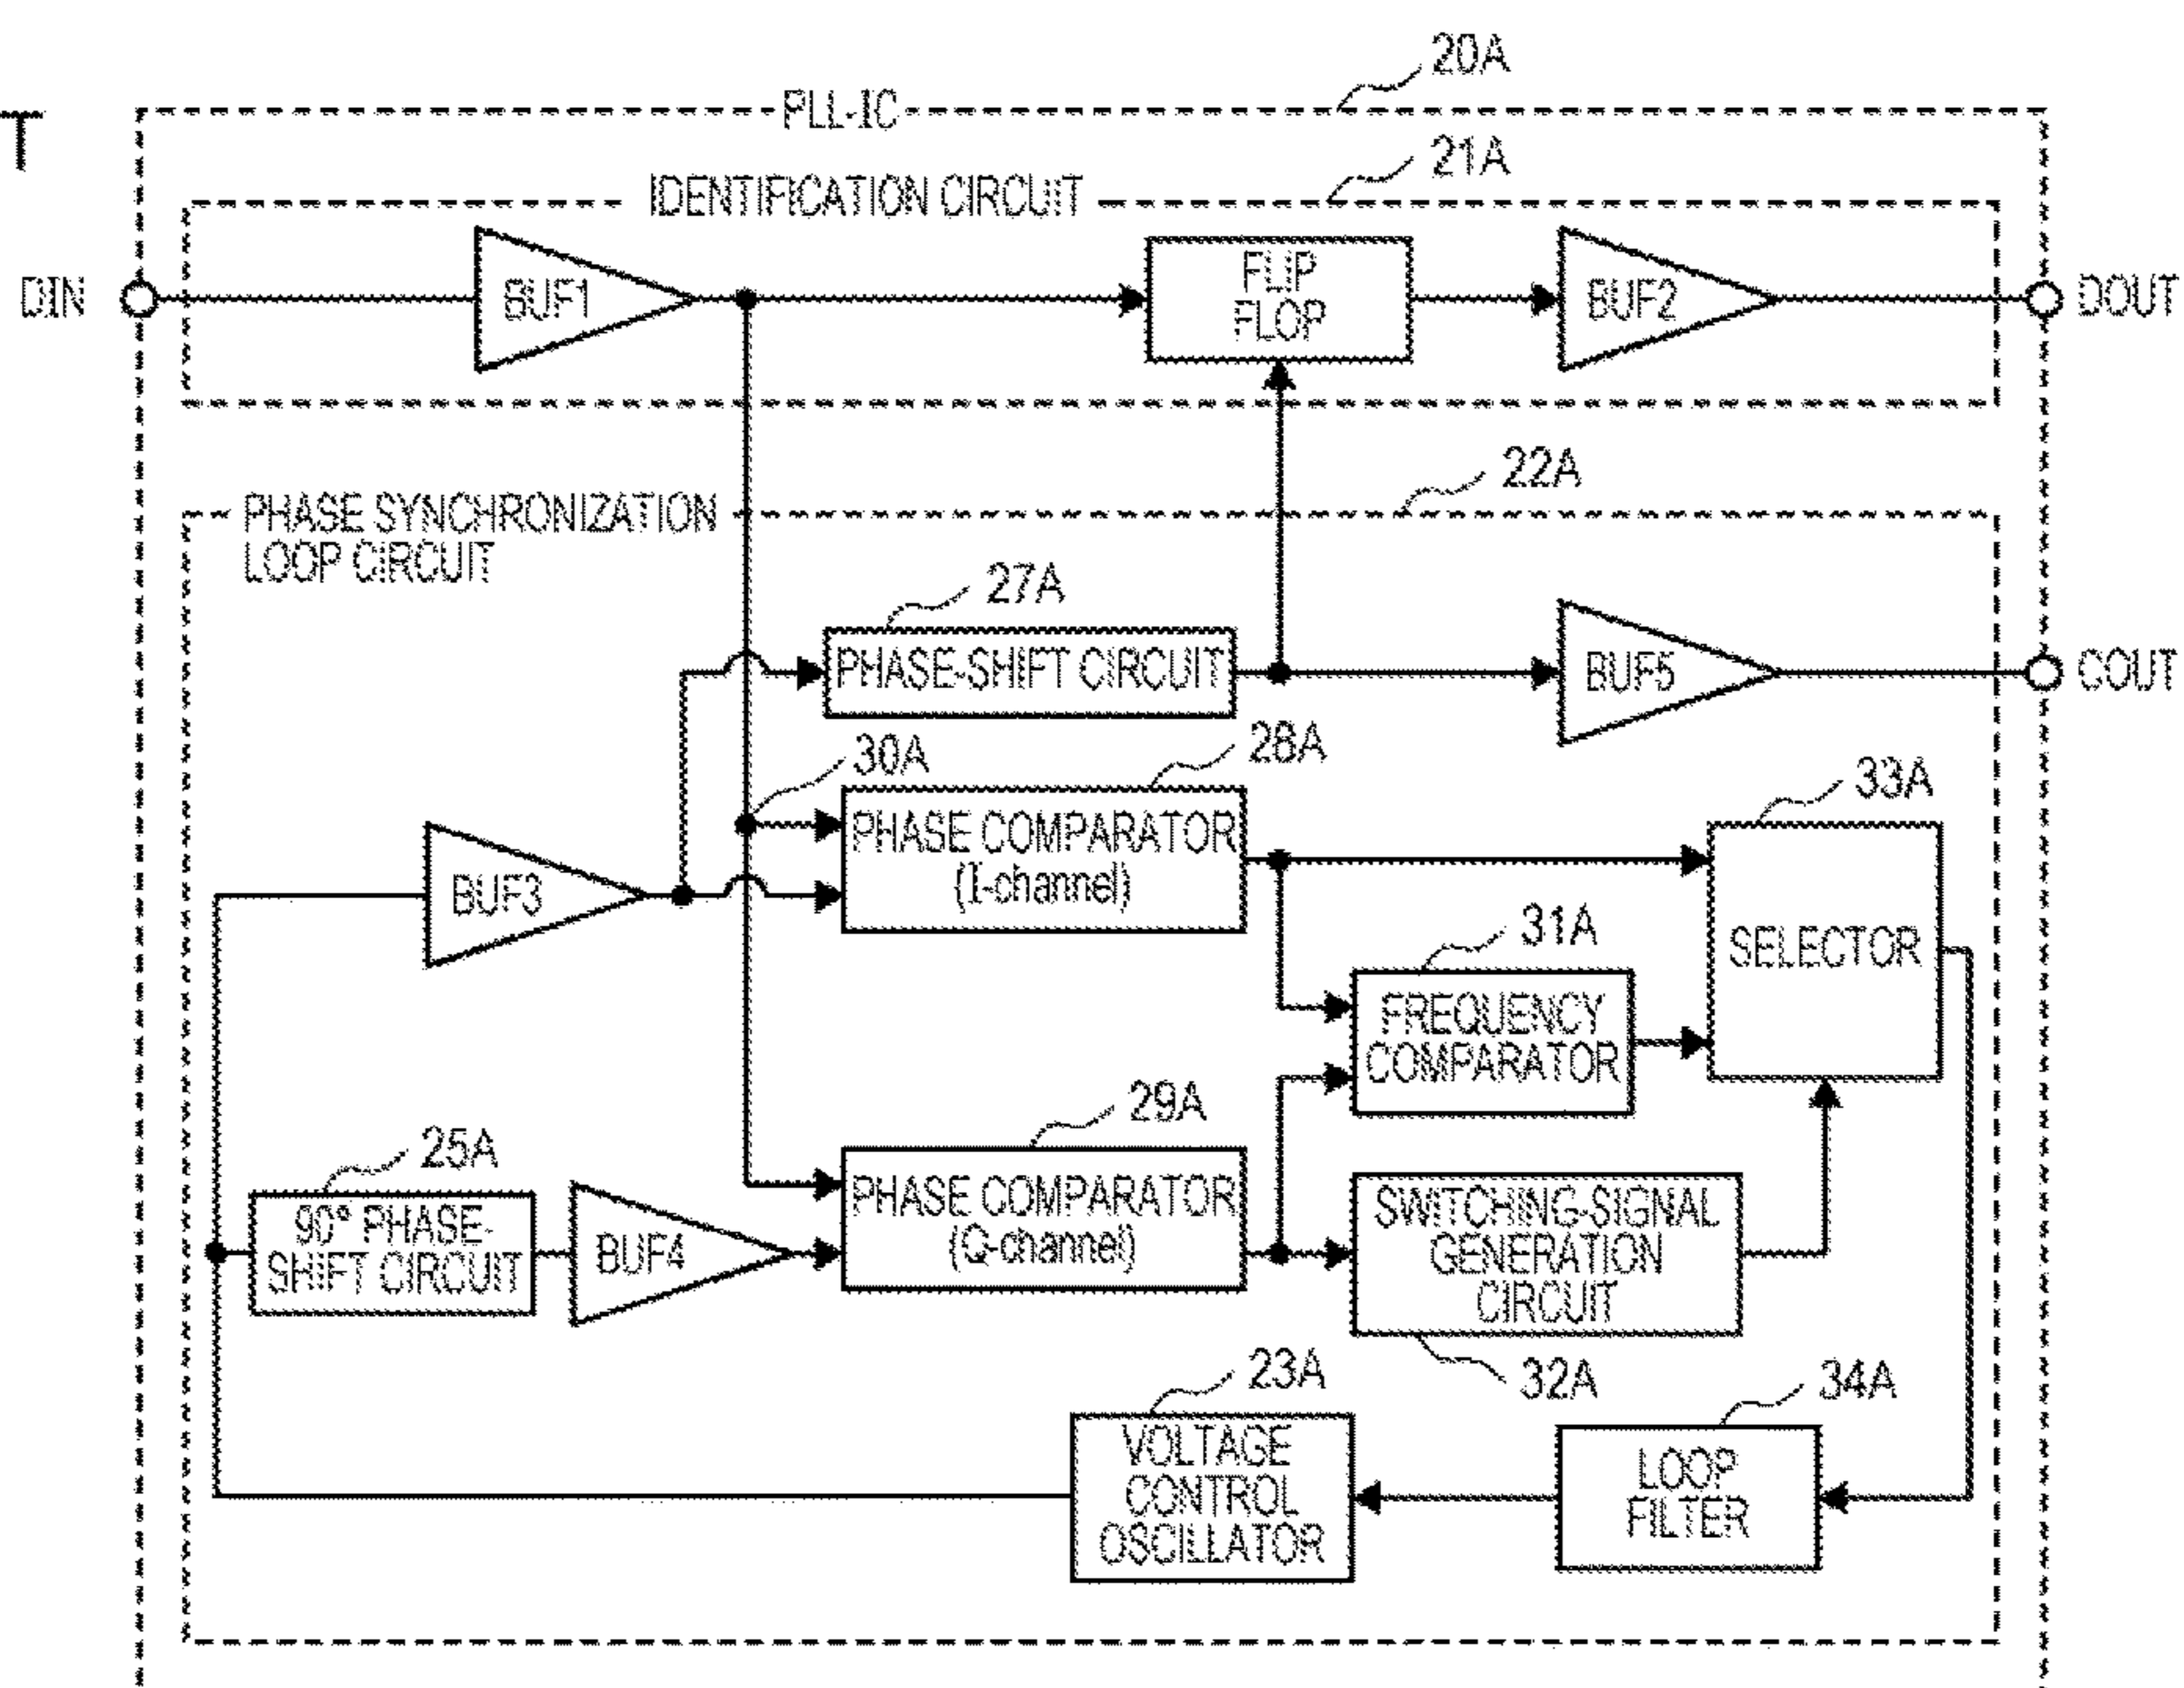 T
20A
PLL-IC
21A
IDENTIFICATION CIRCUIT
DIN
BUF1
FLIP
FLOP
BUF2
DOUT
22A
PHASE SYNCHRONIZATION
LOOP CIRCUIT
27A
PHASE-SHIFT CIRCUIT
BUF5
COUT
30A
28A
33A
PHASE COMPARATOR
(I-channel)
BUF3
SELECTOR
31A
FREQUENCY
COMPARATOR
29A
25A
90° PHASE-
SHIFT CIRCUIT
BUF4
PHASE COMPARATOR
(Q-channel)
SWITCHING-SIGNAL
GENERATION
CIRCUIT
23A
32A
34A
VOLTAGE
CONTROL
OSCILLATOR
LOOP
FILTER